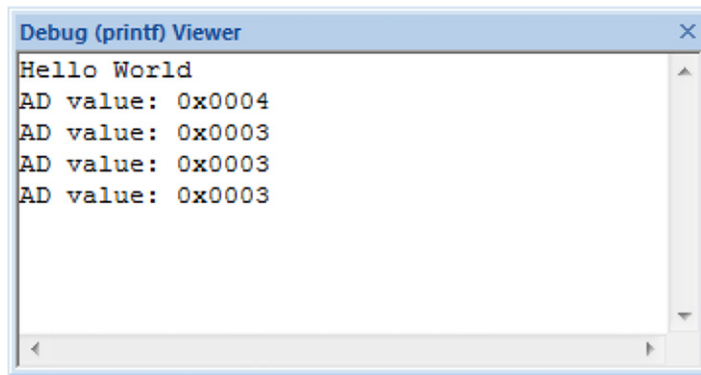 Debug (printf) Viewer
Hello World
AD value: 0x0004
AD value: 0x0003
AD value: 0x0003
AD value: 0x0003